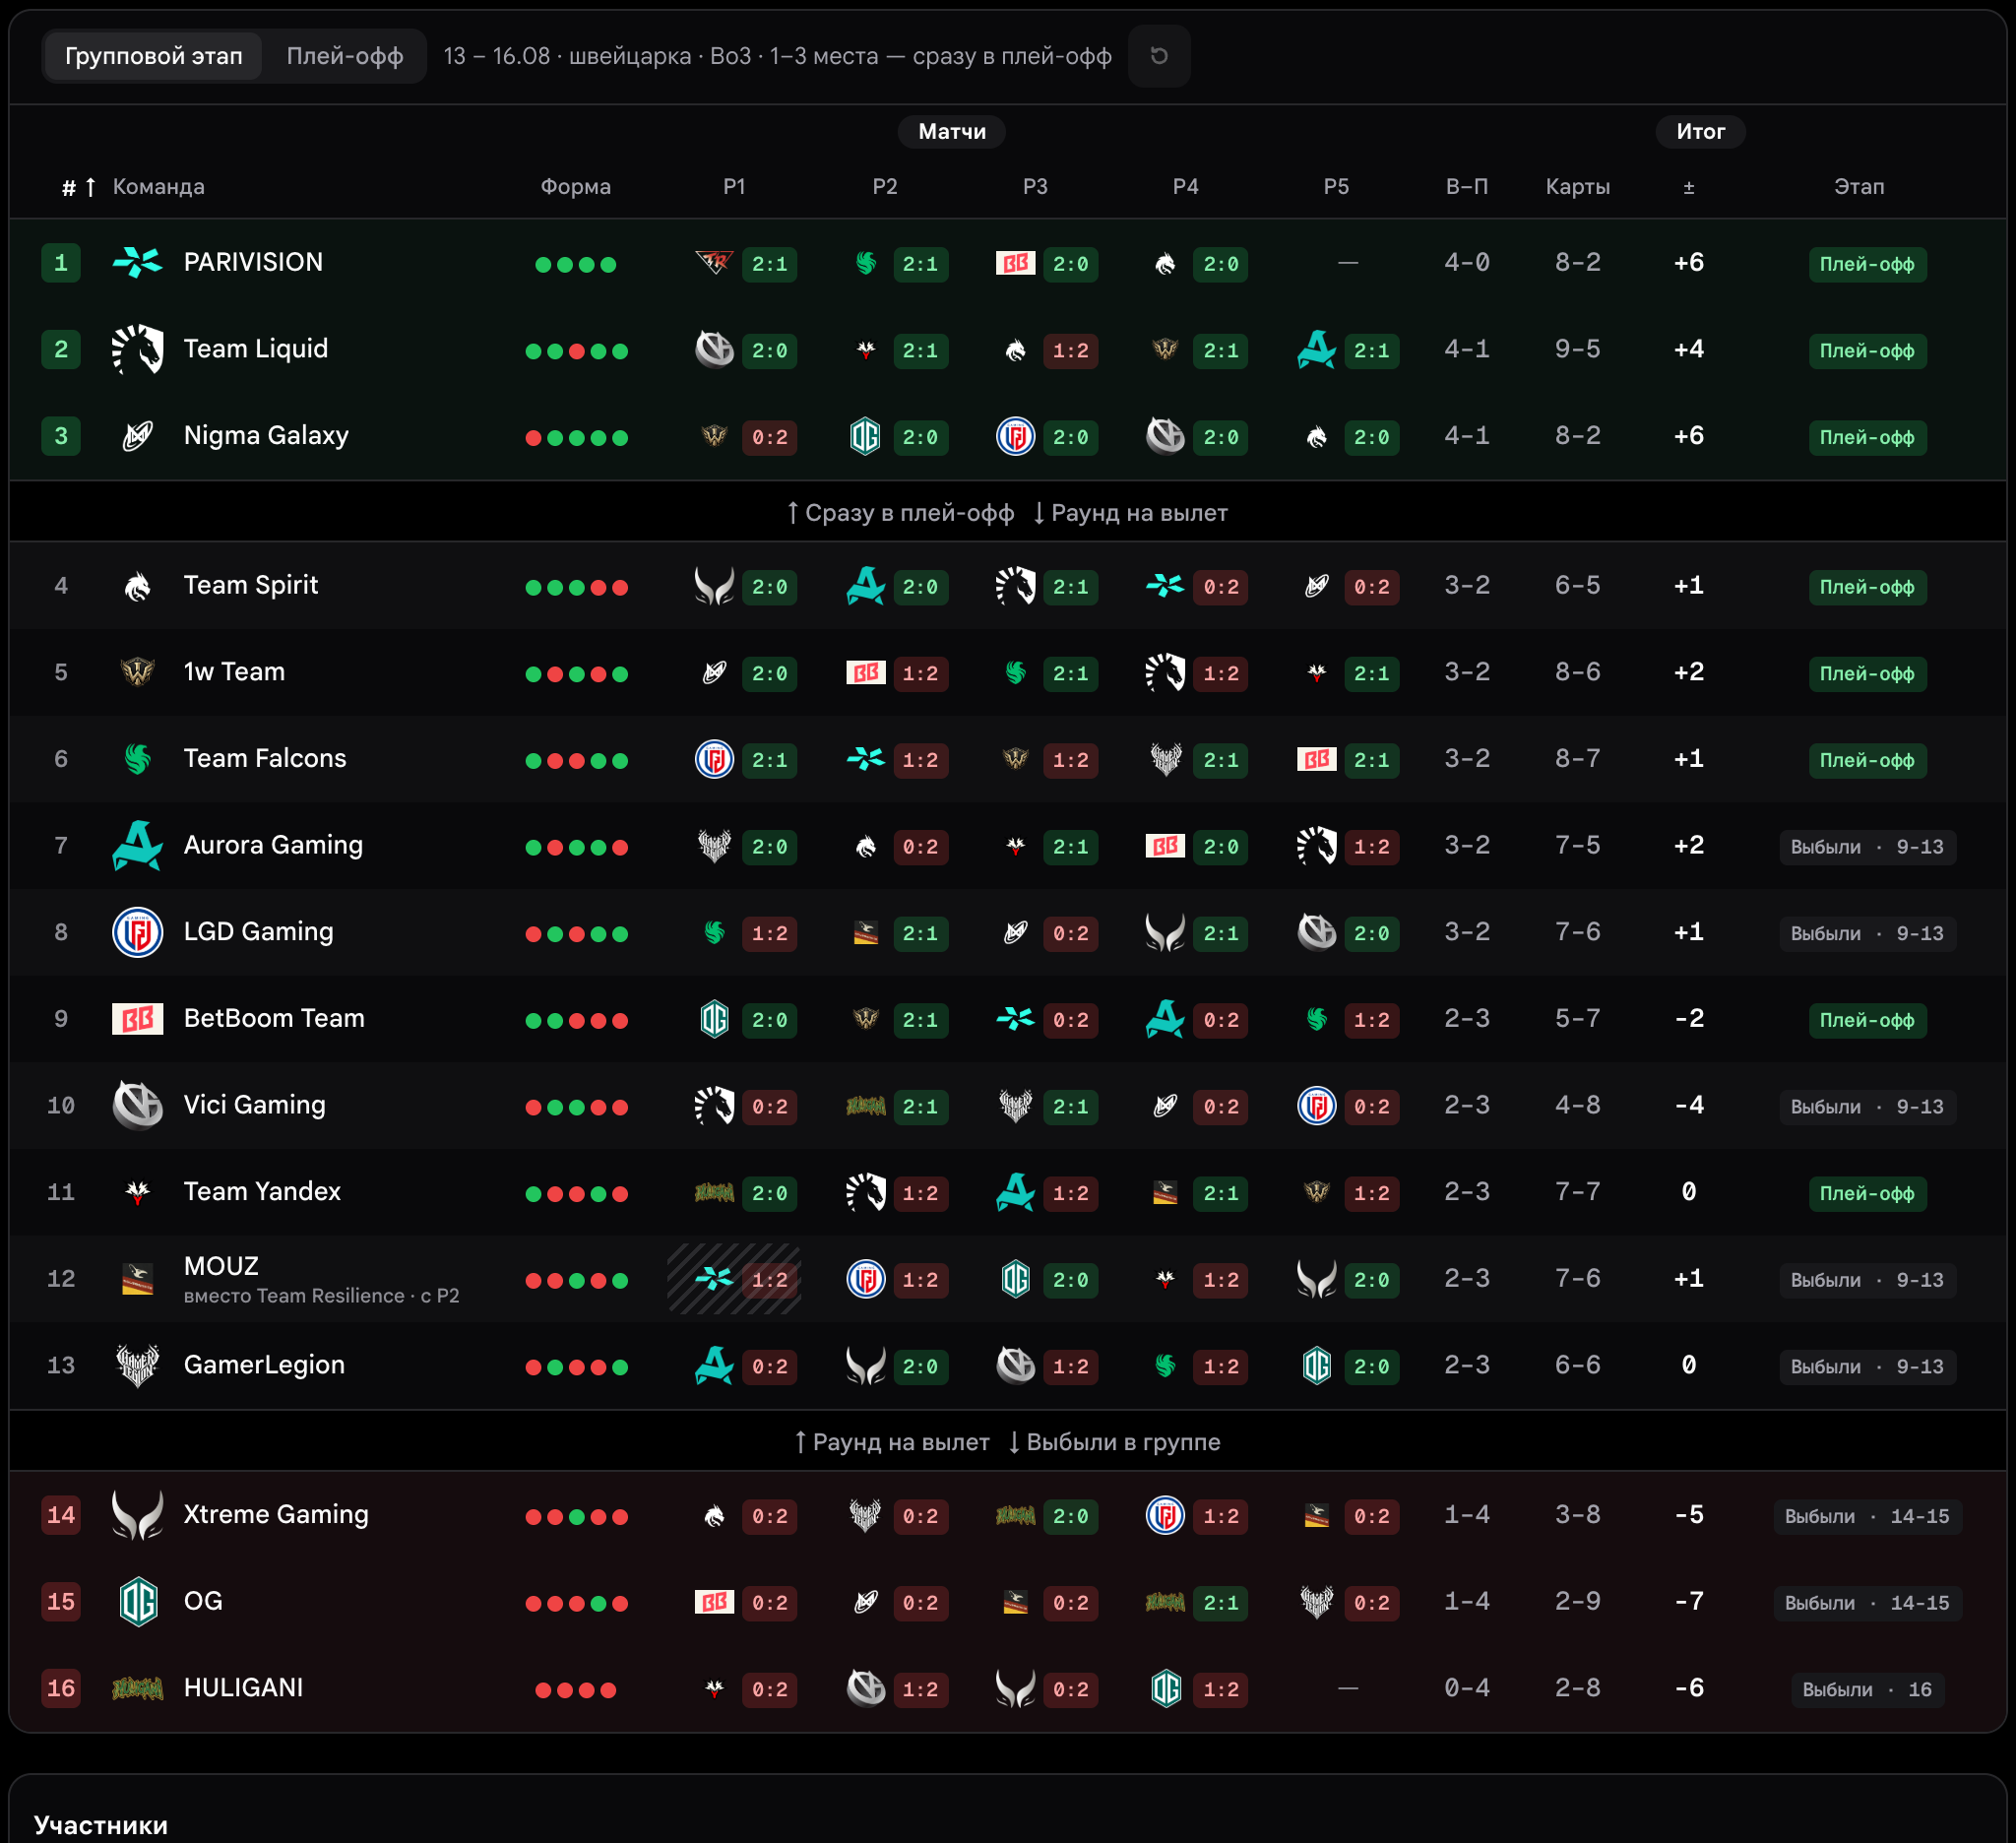 Групповой этап Плей-офф 13 – 16.08 · швейцарка · Bo3 · 1–3 места — сразу в плей-офф
Матчи Итог
# ↑ Команда Форма Р1 Р2 Р3 Р4 Р5 В–П Карты ± Этап
1 PARIVISION 2:1 2:1 2:0 2:0 — 4–0 8–2 +6 Плей-офф
2 Team Liquid 2:0 2:1 1:2 2:1 2:1 4–1 9–5 +4 Плей-офф
3 Nigma Galaxy 0:2 2:0 2:0 2:0 2:0 4–1 8–2 +6 Плей-офф
↑ Сразу в плей-офф ↓ Раунд на вылет
4 Team Spirit 2:0 2:0 2:1 0:2 0:2 3–2 6–5 +1 Плей-офф
5 1w Team 2:0 1:2 2:1 1:2 2:1 3–2 8–6 +2 Плей-офф
6 Team Falcons 2:1 1:2 1:2 2:1 2:1 3–2 8–7 +1 Плей-офф
7 Aurora Gaming 2:0 0:2 2:1 2:0 1:2 3–2 7–5 +2 Выбыли · 9–13
8 LGD Gaming 1:2 2:1 0:2 2:1 2:0 3–2 7–6 +1 Выбыли · 9–13
9 BetBoom Team 2:0 2:1 0:2 0:2 1:2 2–3 5–7 -2 Плей-офф
10 Vici Gaming 0:2 2:1 2:1 0:2 0:2 2–3 4–8 -4 Выбыли · 9–13
11 Team Yandex 2:0 1:2 1:2 2:1 1:2 2–3 7–7 0 Плей-офф
12 MOUZ 1:2 1:2 2:0 1:2 2:0 2–3 7–6 +1 Выбыли · 9–13
вместо Team Resilience · с Р2
13 GamerLegion 0:2 2:0 1:2 1:2 2:0 2–3 6–6 0 Выбыли · 9–13
↑ Раунд на вылет ↓ Выбыли в группе
14 Xtreme Gaming 0:2 0:2 2:0 1:2 0:2 1–4 3–8 -5 Выбыли · 14–15
15 OG 0:2 0:2 0:2 2:1 0:2 1–4 2–9 -7 Выбыли · 14–15
16 HULIGANI 0:2 1:2 0:2 1:2 — 0–4 2–8 -6 Выбыли · 16
Участники